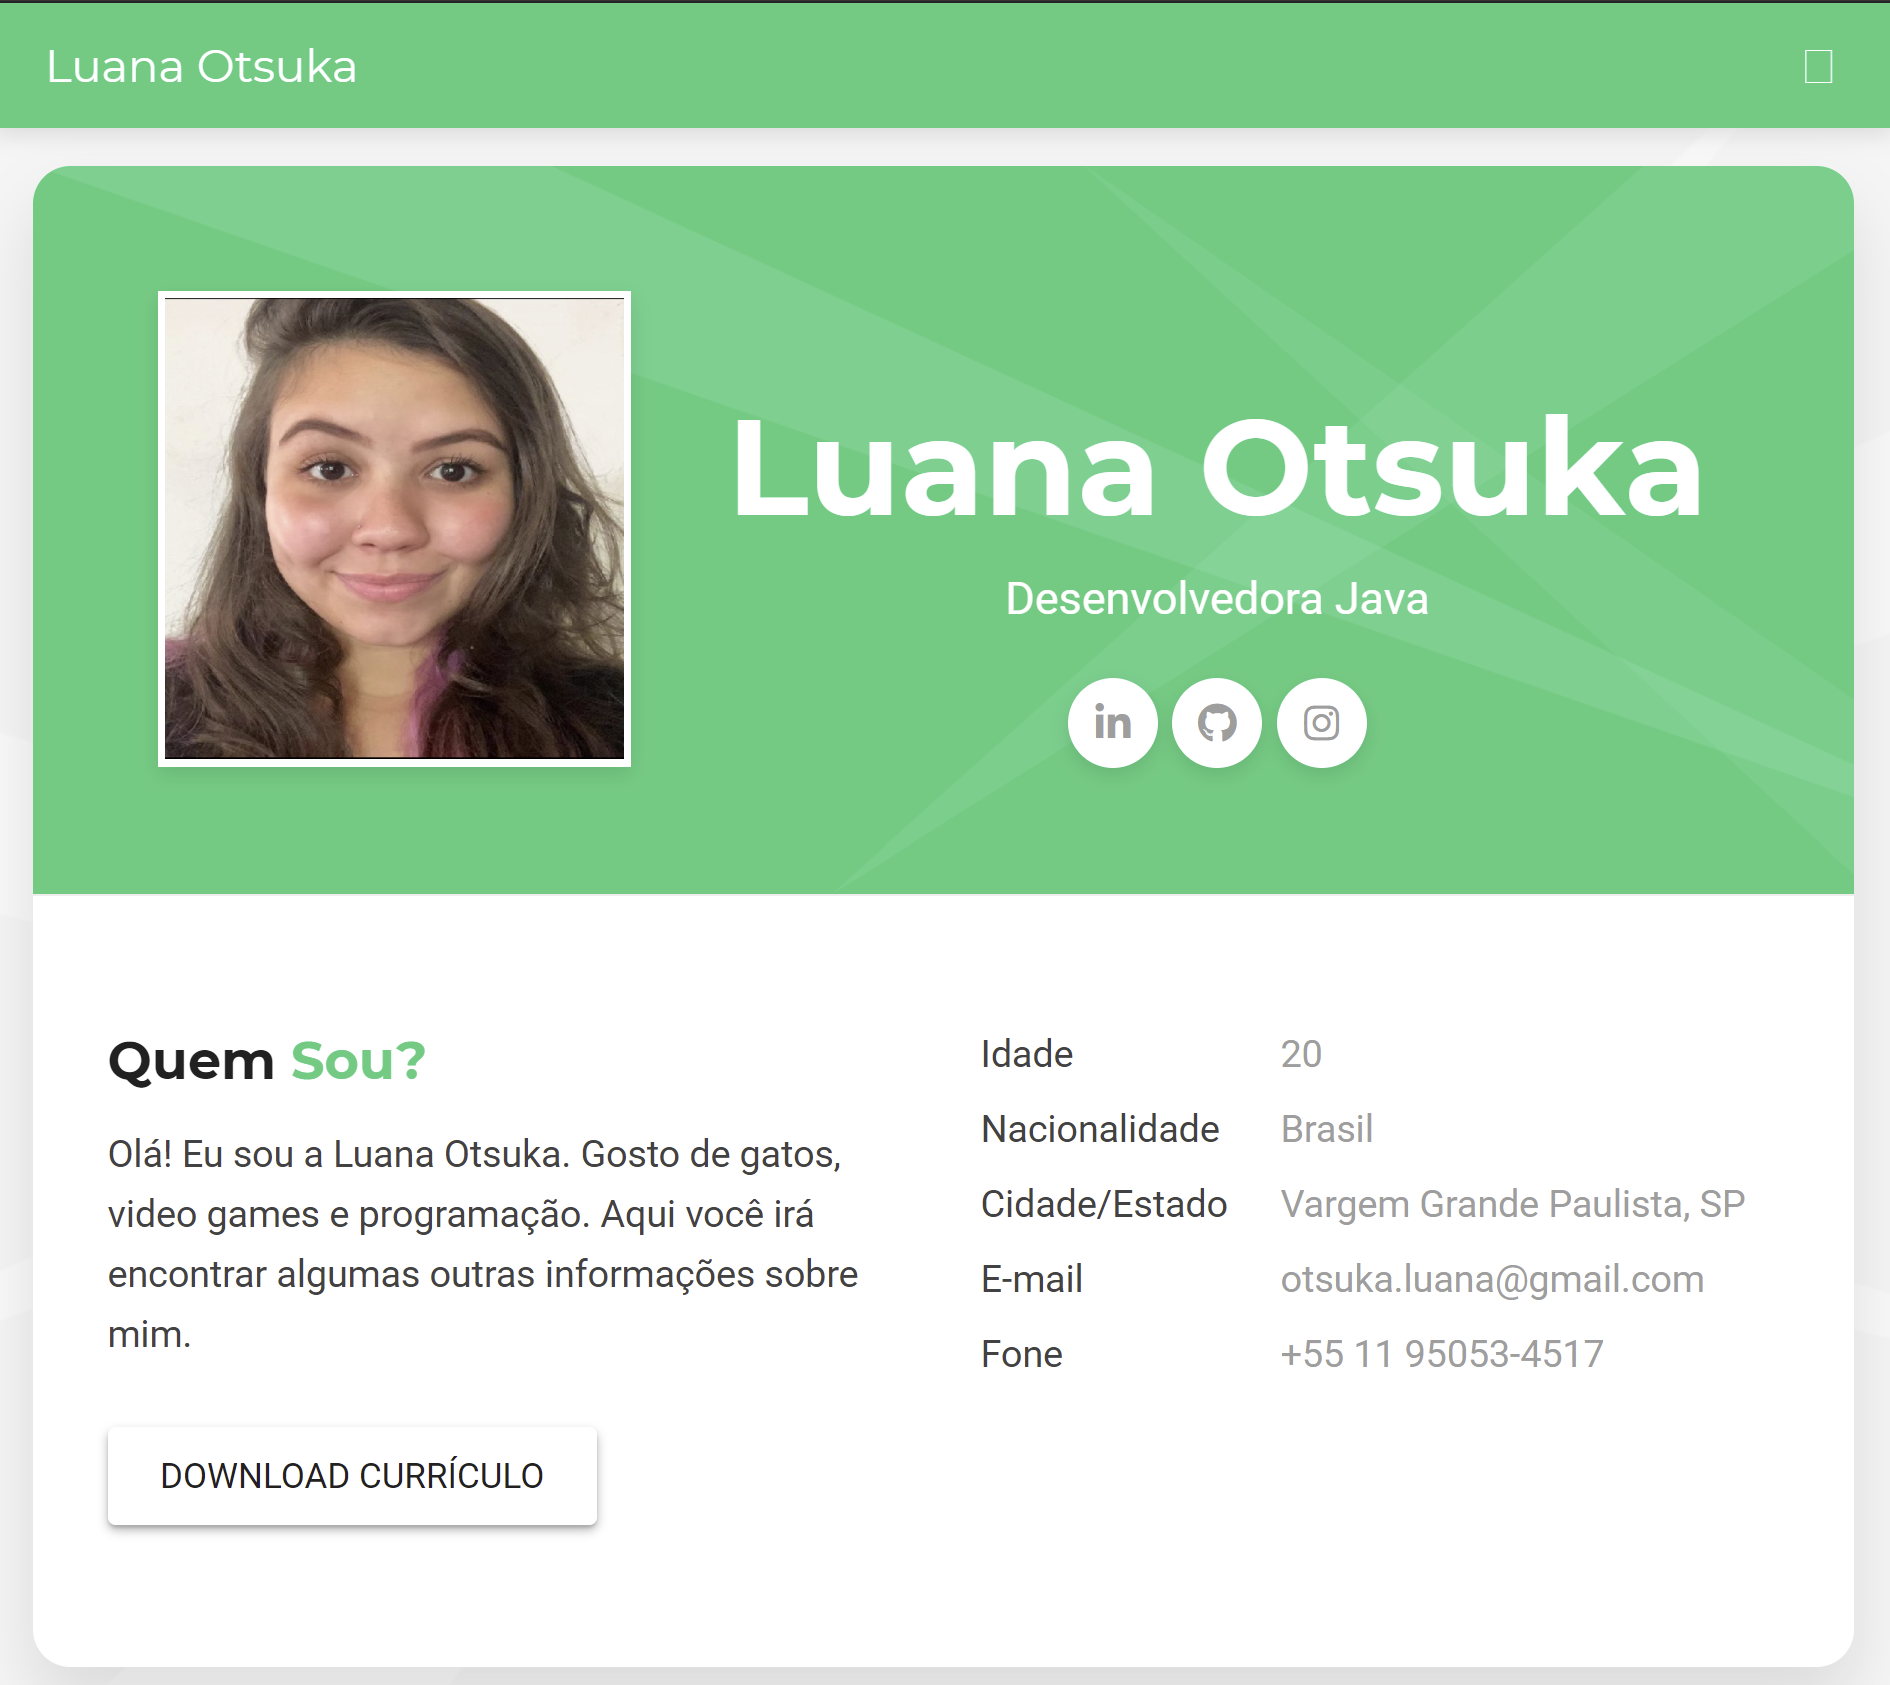 Luana Otsuka
Luana Otsuka
Desenvolvedora Java
in
Quem Sou?
Olá! Eu sou a Luana Otsuka. Gosto de gatos,
video games e programação. Aqui você irá
encontrar algumas outras informações sobre
mim.
DOWNLOAD CURRÍCULO
Idade 20
Nacionalidade Brasil
Cidade/Estado Vargem Grande Paulista, SP
E-mail otsuka.luana@gmail.com
Fone +55 11 95053-4517